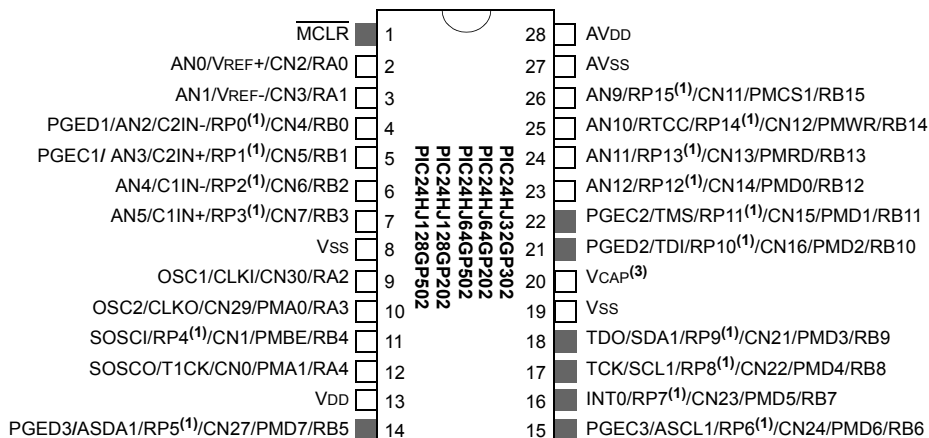 MCLR 1 28 AVDD
AN0/VREF+/CN2/RA0 2 27 AVSS
AN1/VREF-/CN3/RA1 3 26 AN9/RP15(1)/CN11/PMCS1/RB15
PGED1/AN2/C2IN-/RP0(1)/CN4/RB0 4 25 AN10/RTCC/RP14(1)/CN12/PMWR/RB14
PGEC1/ AN3/C2IN+/RP1(1)/CN5/RB1 5 24 AN11/RP13(1)/CN13/PMRD/RB13
AN4/C1IN-/RP2(1)/CN6/RB2 6 23 AN12/RP12(1)/CN14/PMD0/RB12
AN5/C1IN+/RP3(1)/CN7/RB3 7 22 PGEC2/TMS/RP11(1)/CN15/PMD1/RB11
VSS 8 21 PGED2/TDI/RP10(1)/CN16/PMD2/RB10
OSC1/CLKI/CN30/RA2 9 20 VCAP(3)
OSC2/CLKO/CN29/PMA0/RA3 10 19 VSS
SOSCI/RP4(1)/CN1/PMBE/RB4 11 18 TDO/SDA1/RP9(1)/CN21/PMD3/RB9
SOSCO/T1CK/CN0/PMA1/RA4 12 17 TCK/SCL1/RP8(1)/CN22/PMD4/RB8
VDD 13 16 INT0/RP7(1)/CN23/PMD5/RB7
PGED3/ASDA1/RP5(1)/CN27/PMD7/RB5 14 15 PGEC3/ASCL1/RP6(1)/CN24/PMD6/RB6
PIC24HJ32GP302
PIC24HJ64GP202
PIC24HJ64GP502
PIC24HJ128GP202
PIC24HJ128GP502